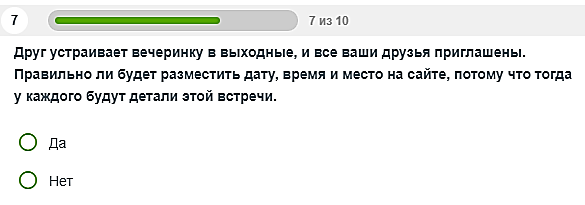 7
7 из 10
Друг устраивает вечеринку в выходные, и все ваши друзья приглашены.
Правильно ли будет разместить дату, время и место на сайте, потому что тогда
у каждого будут детали этой встречи.
Да
Нет